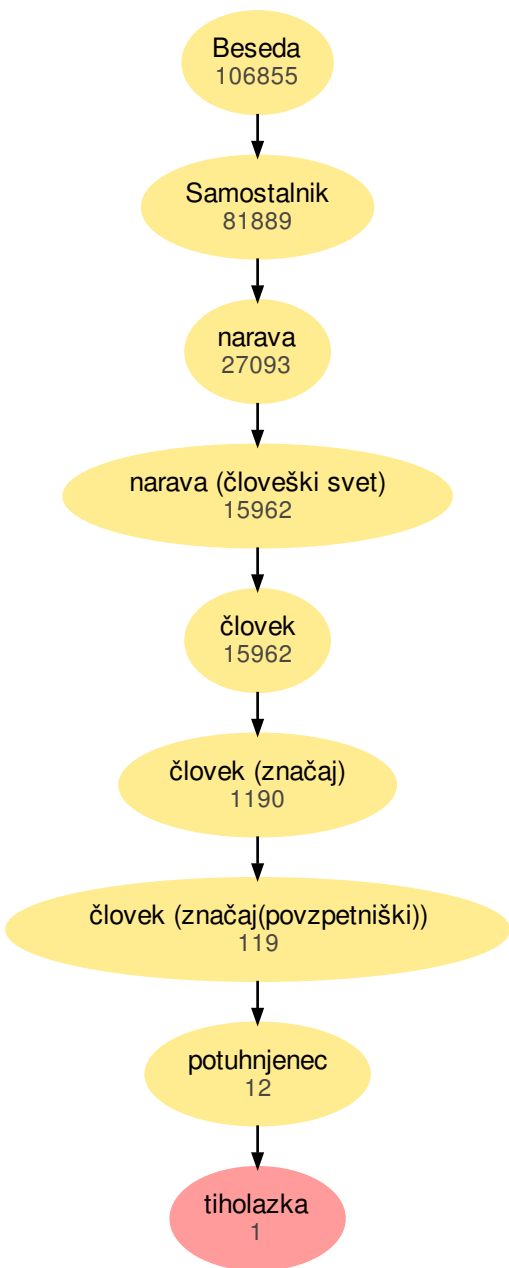 Beseda
106855
Samostalnik
81889
narava
27093
narava (človeški svet)
15962
človek
15962
človek (značaj)
1190
človek (značaj(povzpetniški))
119
potuhnjenec
12
tiholazka
1